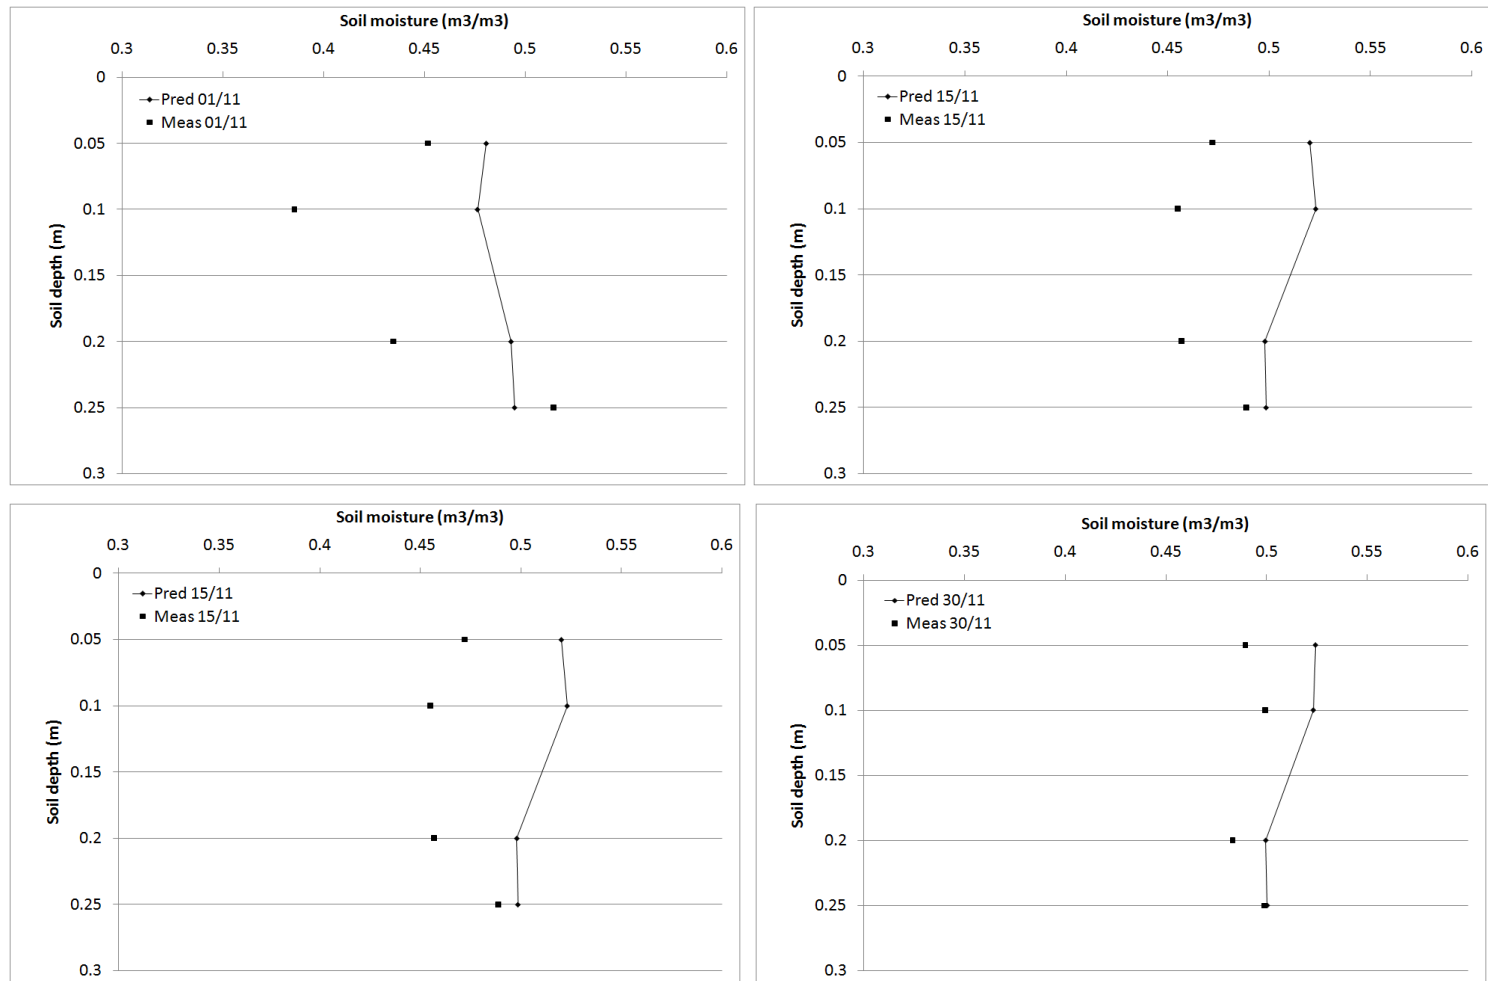 Soil moisture (m3/m3)
0.3 0.35 0.4 0.45 0.5 0.55 0.6
0
Pred 01/11
Meas 01/11
0.05
0.1
0.15
0.2
0.25
0.3
Soil depth (m)
Soil moisture (m3/m3)
0.3 0.35 0.4 0.45 0.5 0.55 0.6
0
Pred 15/11
Meas 15/11
0.05
0.1
0.15
0.2
0.25
0.3
Soil depth (m)
Soil moisture (m3/m3)
0.3 0.35 0.4 0.45 0.5 0.55 0.6
0
Pred 15/11
Meas 15/11
0.05
0.1
0.15
0.2
0.25
0.3
Soil depth (m)
Soil moisture (m3/m3)
0.3 0.35 0.4 0.45 0.5 0.55 0.6
0
Pred 30/11
Meas 30/11
0.05
0.1
0.15
0.2
0.25
0.3
Soil depth (m)